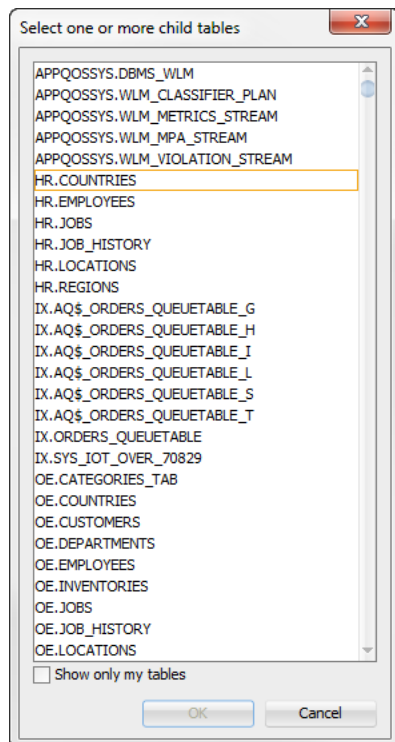 Select one or more child tables
APPQOSSYS.DBMS_WLM
APPQOSSYS.WLM_CLASSIFIER_PLAN
APPQOSSYS.WLM_METRICS_STREAM
APPQOSSYS.WLM_MPA_STREAM
APPQOSSYS.WLM_VIOLATION_STREAM
HR.COUNTRIES
HR.EMPLOYEES
HR.JOBS
HR.JOB_HISTORY
HR.LOCATIONS
HR.REGIONS
IX.AQ$_ORDERS_QUEUETABLE_G
IX.AQ$_ORDERS_QUEUETABLE_H
IX.AQ$_ORDERS_QUEUETABLE_I
IX.AQ$_ORDERS_QUEUETABLE_L
IX.AQ$_ORDERS_QUEUETABLE_S
IX.AQ$_ORDERS_QUEUETABLE_T
IX.ORDERS_QUEUETABLE
IX.SYS_IOT_OVER_70829
OE.CATEGORIES_TAB
OE.COUNTRIES
OE.CUSTOMERS
OE.DEPARTMENTS
OE.EMPLOYEES
OE.INVENTORIES
OE.JOBS
OE.JOB_HISTORY
OE.LOCATIONS
Show only my tables
OK Cancel